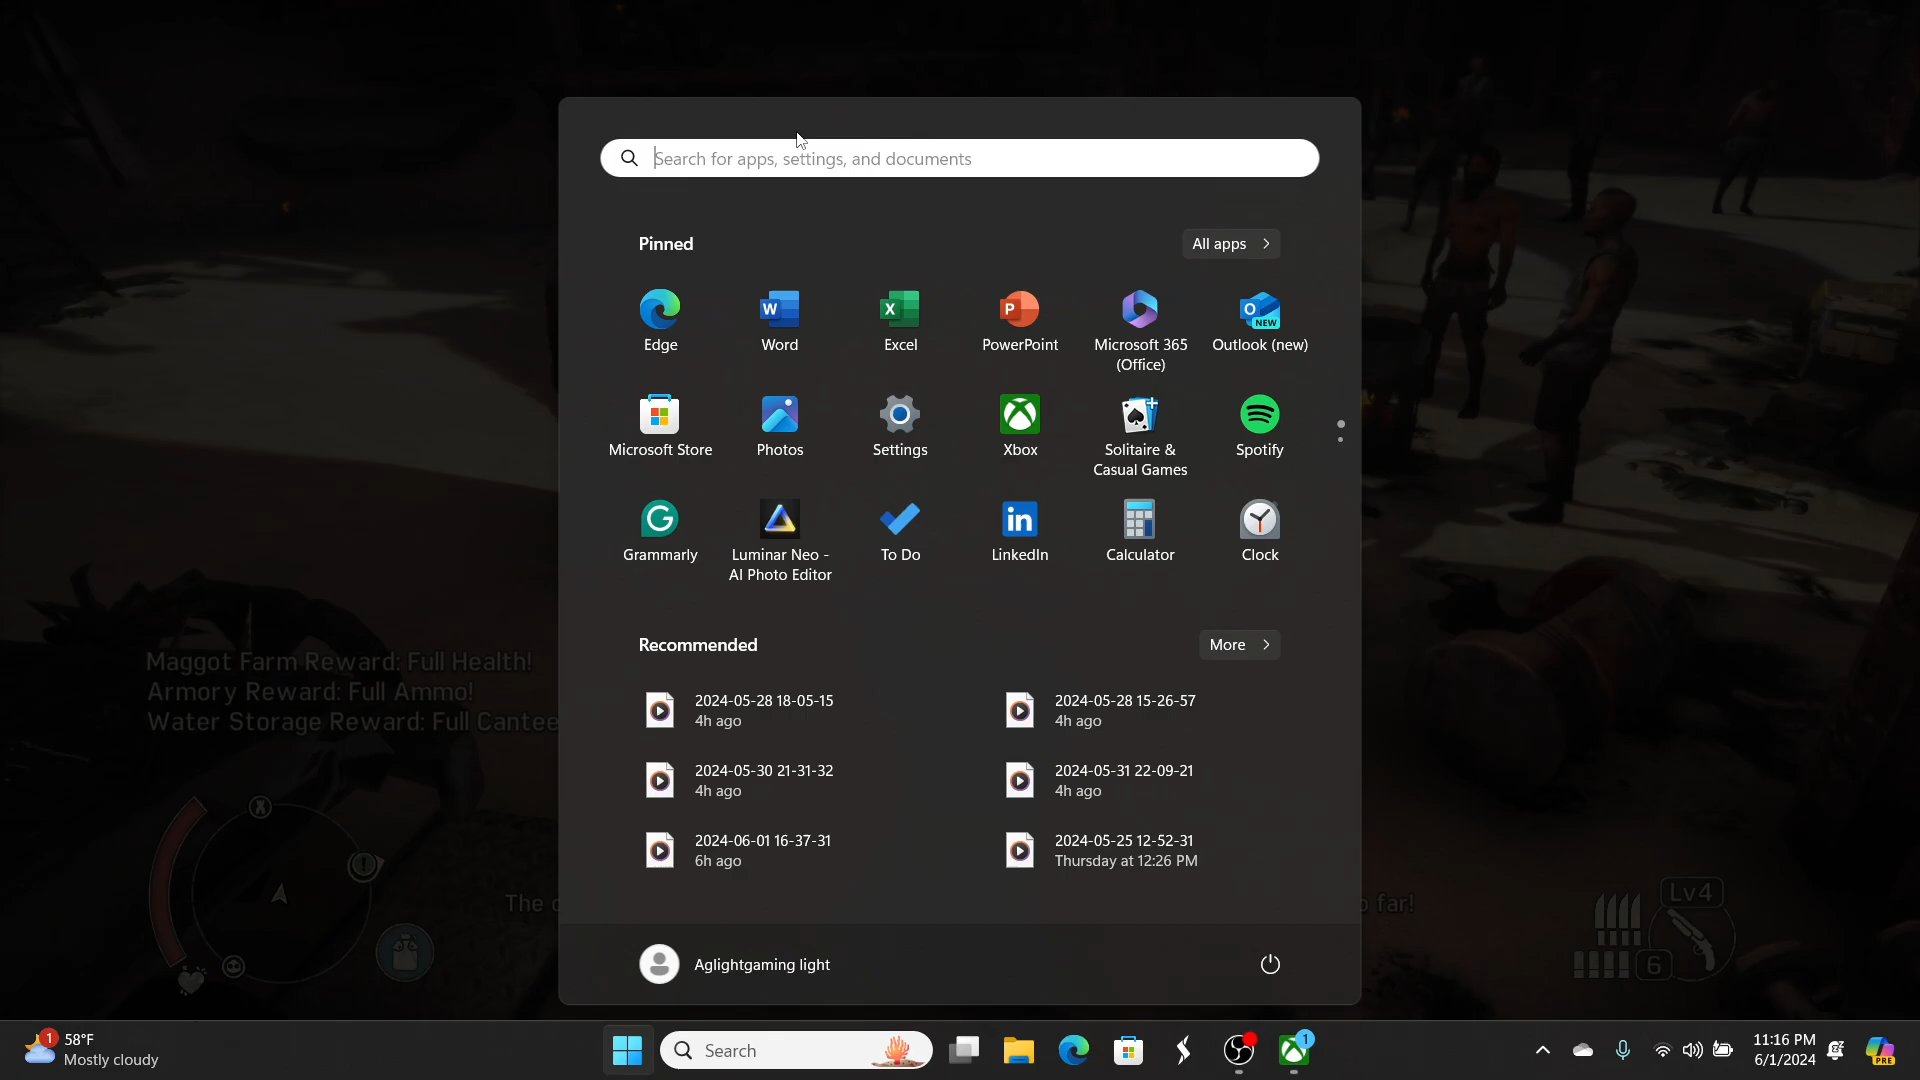 Search for apps, settings, and documents
Pinned
All apps
Edge
Word
Excel
PowerPoint
Microsoft 365
(Office)
Outlook (new)
Microsoft Store
Photos
Settings
Xbox
Solitaire &
Casual Games
Spotify
Grammarly
Luminar Neo -
AI Photo Editor
To Do
LinkedIn
Calculator
Clock
Recommended
More
2024-05-28 18-05-15
4h ago
2024-05-28 15-26-57
4h ago
2024-05-30 21-31-32
4h ago
2024-05-31 22-09-21
4h ago
2024-06-01 16-37-31
6h ago
2024-05-25 12-52-31
Thursday at 12:26 PM
Aglightgaming light
Maggot Farm Reward: Full Health!
Armory Reward: Full Ammo!
Water Storage Reward: Full Cantee
The
far!
Lv4
6
1
58°F
Mostly cloudy
Search
1
11:16 PM
6/1/2024
PRE